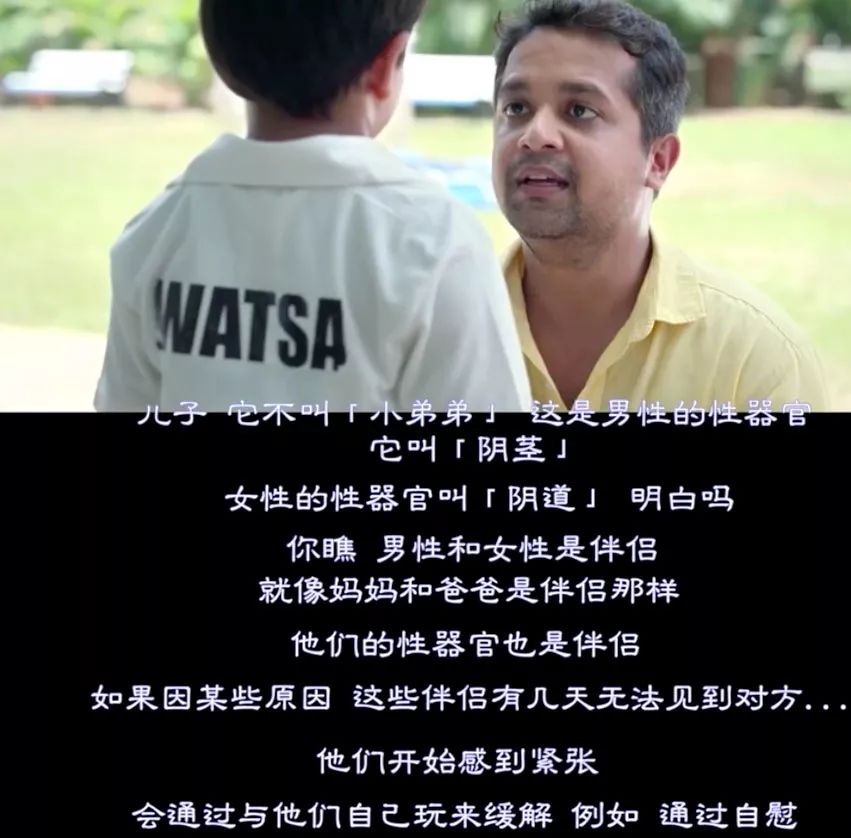 WATSA
儿子 它不叫「小弟弟」 这是男性的性器官
它叫「阴茎」
女性的性器官叫「阴道」 明白吗
你瞧 男性和女性是伴侣
就像妈妈和爸爸是伴侣那样
他们的性器官也是伴侣
如果因某些原因 这些伴侣有几天无法见到对方...
他们开始感到紧张
会通过与他们自己玩来缓解 例如 通过自慰